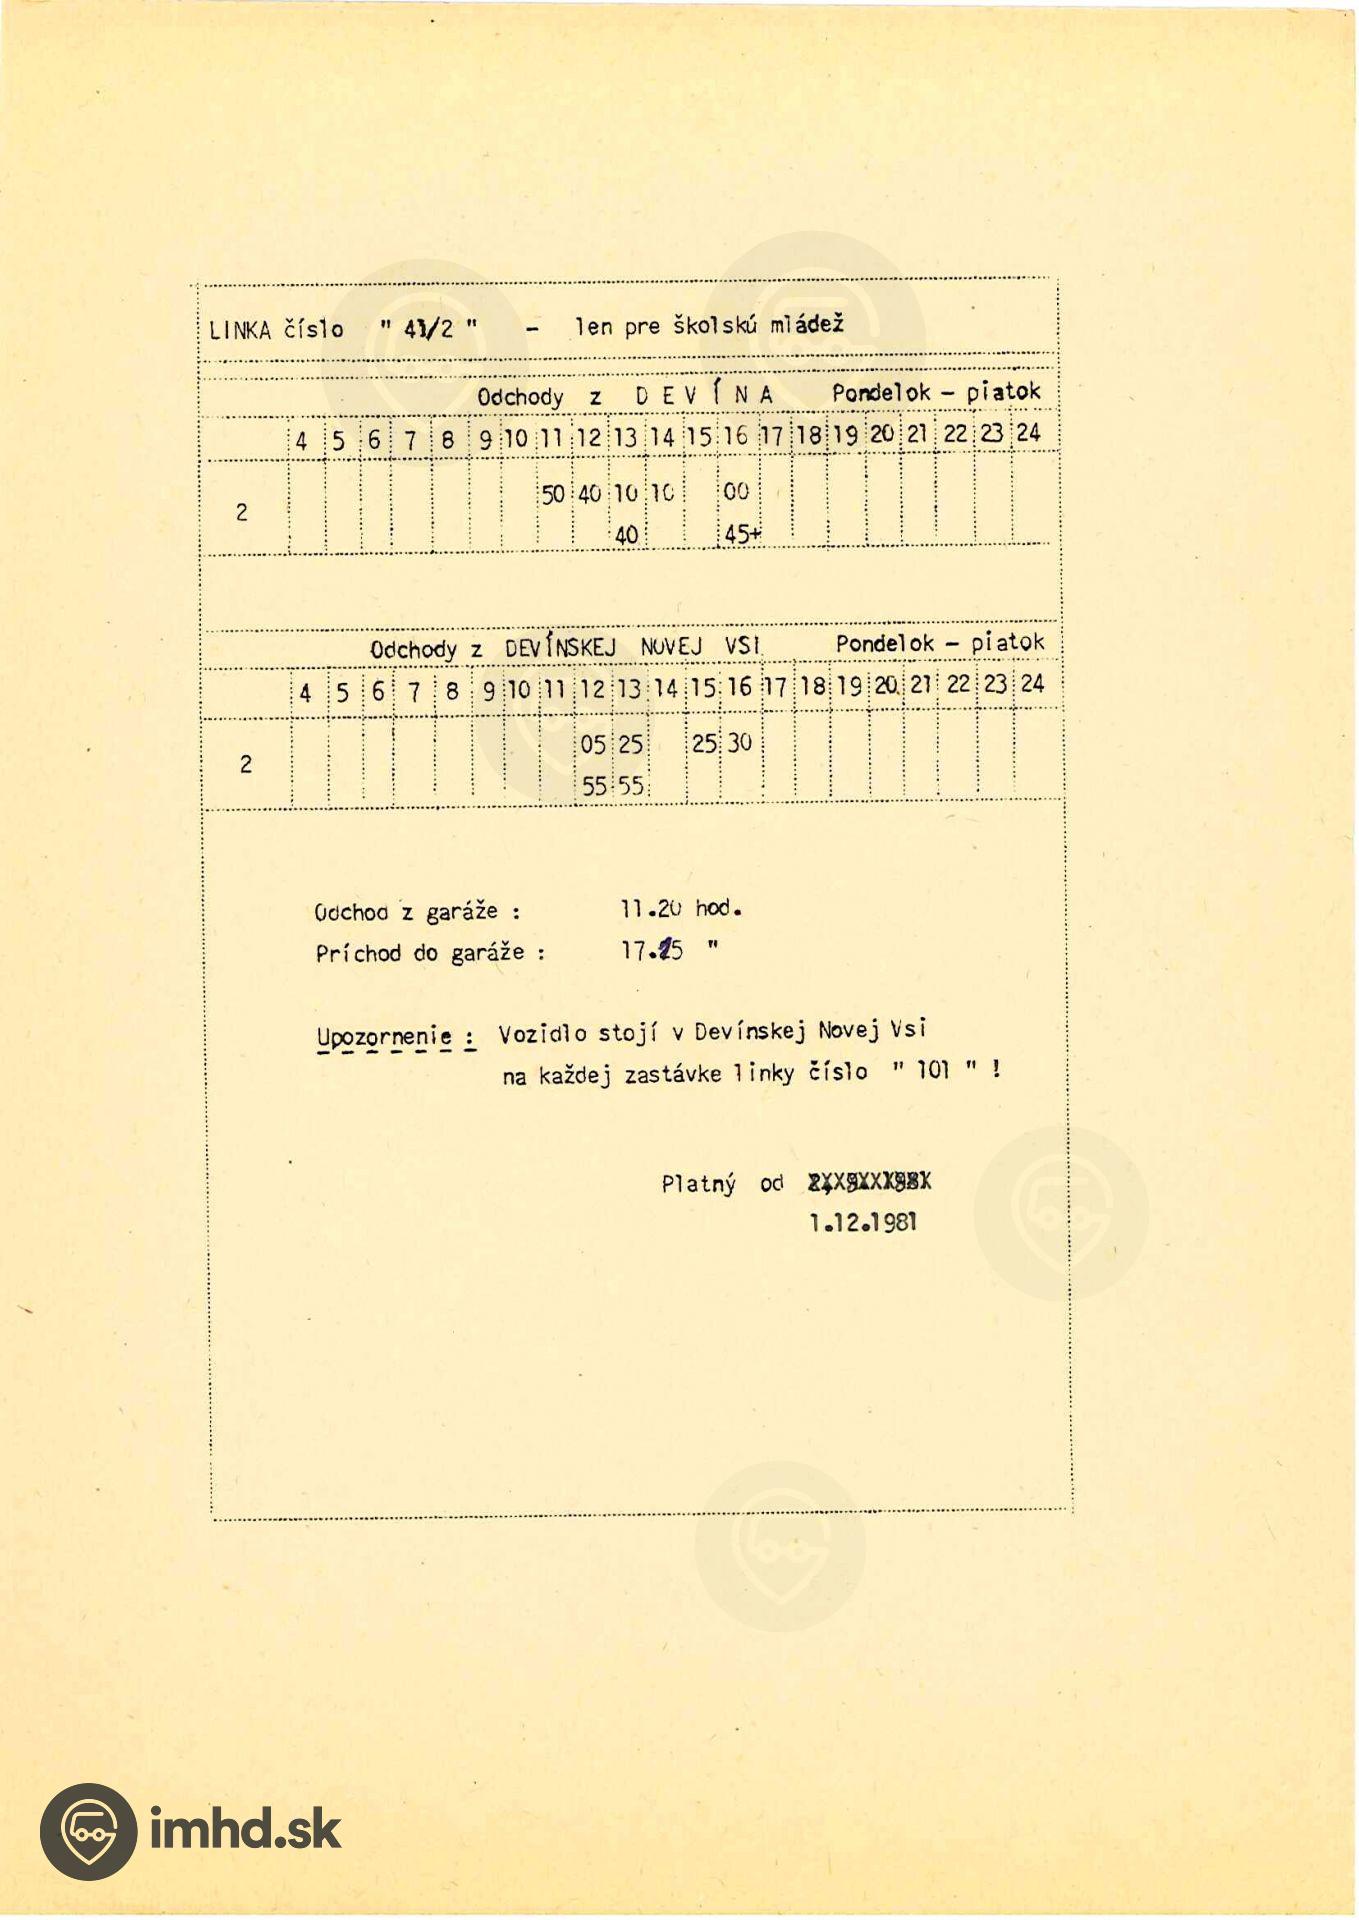 LINKA číslo " 41/2 " - len pre školskú mládež
Odchody z D E V Í N A Pondelok - piatok
4 5 6 7 8 9 10 11 12 13 14 15 16 17 18 19 20 21 22 23 24
50 40 10 10 00
2
40 45+
Odchody z DEVÍNSKEJ NOVEJ VSI Pondelok - piatok
4 5 6 7 8 9 10 11 12 13 14 15 16 17 18 19 20 21 22 23 24
05 25 25 30
2
55 55
Odchod z garáže : 11.20 hod.
Príchod do garáže : 17.15 "
Upozornenie : Vozidlo stojí v Devínskej Novej Vsi
na každej zastávke linky číslo " 101 " !
Platný od
1.12.1981
imhd.sk